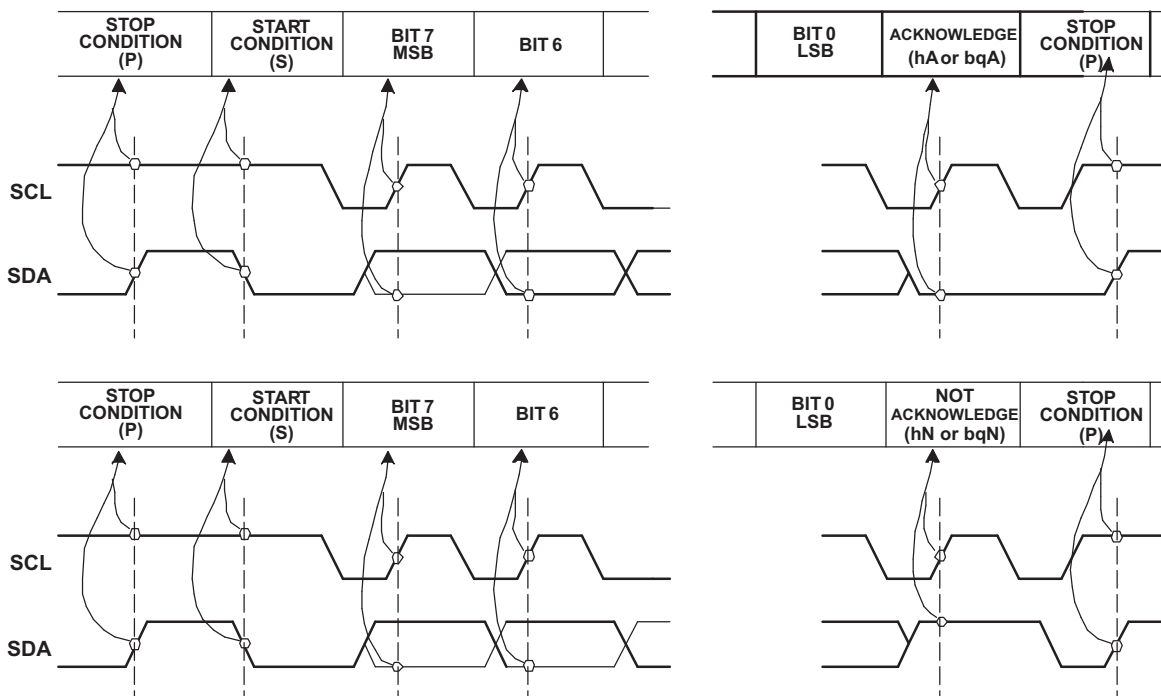 STOP
CONDITION
(P)
START
CONDITION
(S)
BIT 7
MSB
BIT 6
BIT 0
LSB
ACKNOWLEDGE
(hA or bqA)
STOP
CONDITION
(P)
SCL
SDA
STOP
CONDITION
(P)
START
CONDITION
(S)
BIT 7
MSB
BIT 6
BIT 0
LSB
NOT
ACKNOWLEDGE
(hN or bqN)
STOP
CONDITION
(P)
SCL
SDA